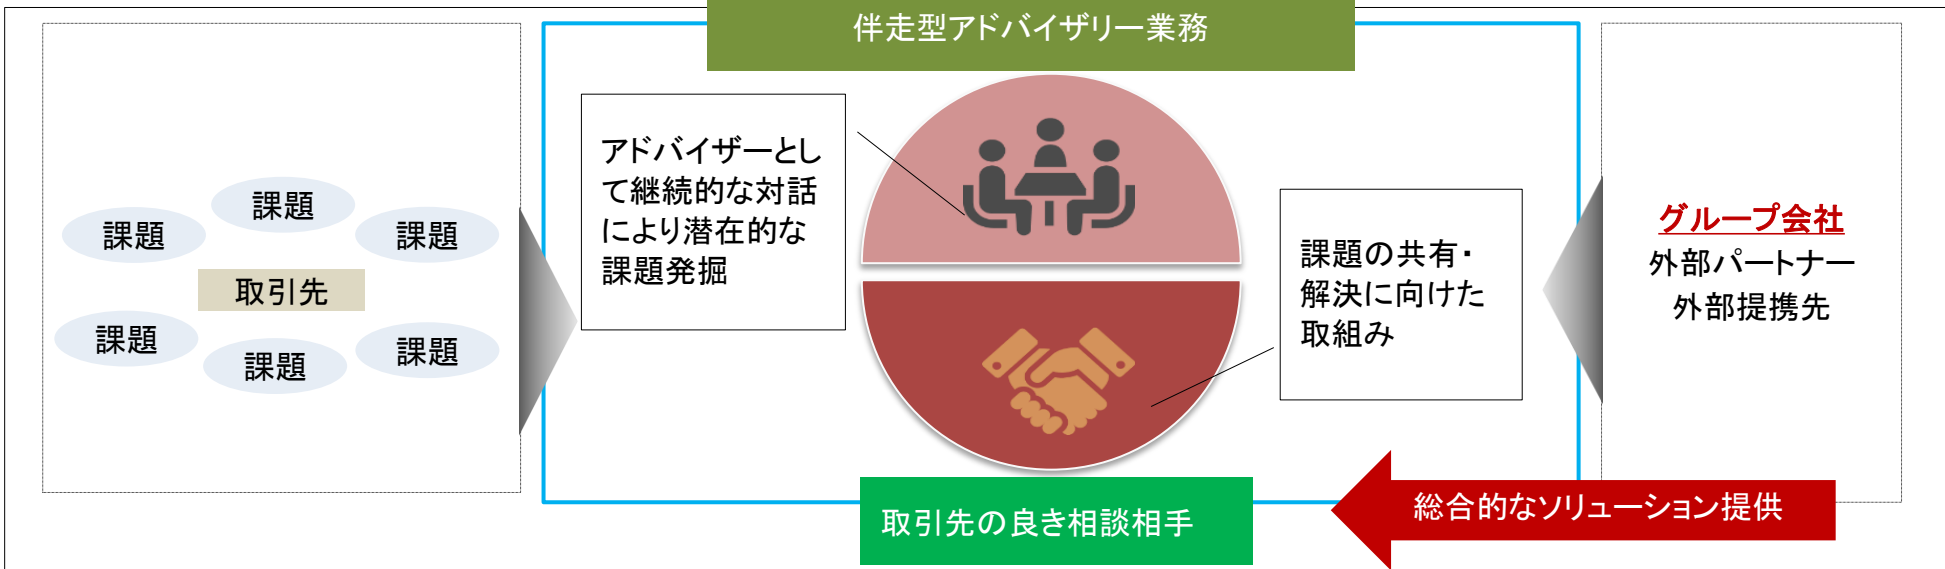 伴走型アドバイザリー業務
課題
課題
課題
取引先
課題
課題
課題
アドバイザーとし
て継続的な対話
により潜在的な
課題発掘
課題の共有・
解決に向けた
取組み
グループ会社
外部パートナー
外部提携先
取引先の良き相談相手
総合的なソリューション提供